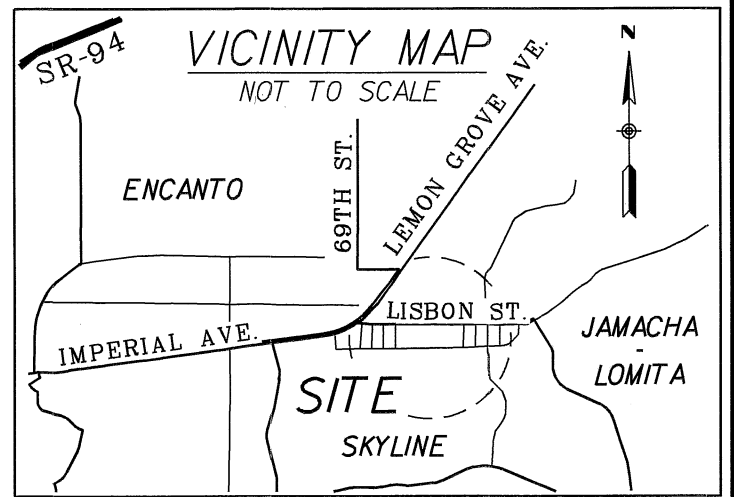 SR-94
VICINITY MAP
NOT TO SCALE
N
ENCANTO
69TH ST.
LEMON GROVE AVE.
LISBON ST.
IMPERIAL AVE.
JAMACHA
-
LOMITA
SITE
SKYLINE